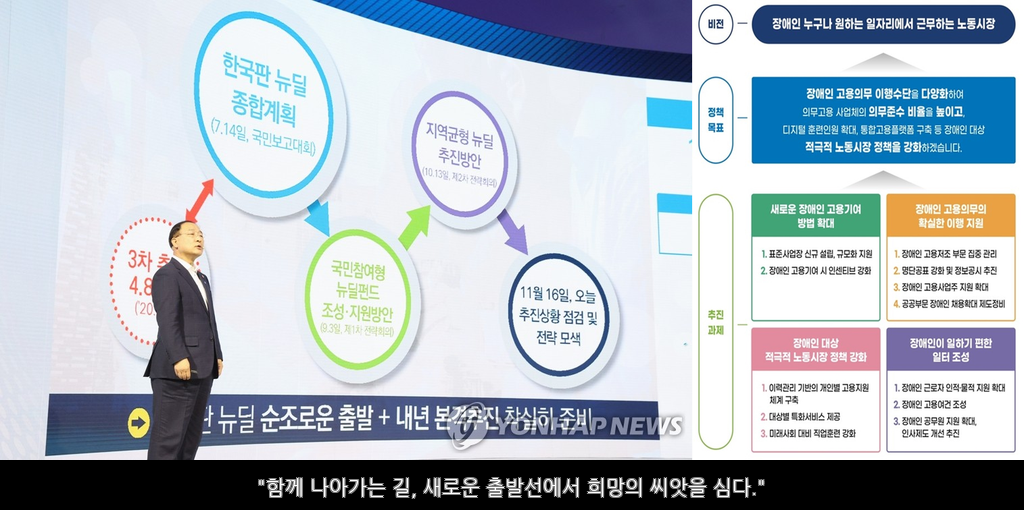 한국판 뉴딜
종합계획
(7.14일, 국민보고대회)
지역균형 뉴딜
추진방안
(10.13일, 제2차 전략회의)
3차 추
4.8
('20
국민참여형
뉴딜펀드
조성·지원방안
(9.3일, 제1차 전략회의)
11월 16일, 오늘
추진상황 점검 및
전략 모색
판 뉴딜 순조로운 출발 + 내년 본격추진 착실히 준비
YONHAP NEWS
비전
장애인 누구나 원하는 일자리에서 근무하는 노동시장
정책
목표
장애인 고용의무 이행수단을 다양화하여
의무고용 사업체의 의무준수 비율을 높이고,
디지털 훈련인원 확대, 통합고용플랫폼 구축 등 장애인 대상
적극적 노동시장 정책을 강화하겠습니다.
추진
과제
새로운 장애인 고용기여
방법 확대
1. 표준사업장 신규 설립, 규모화 지원
2. 장애인 고용기여 시 인센티브 강화
장애인 고용의무의
확실한 이행 지원
1. 장애인 고용저조 부문 집중 관리
2. 명단공표 강화 및 정보공시 추진
3. 장애인 고용사업주 지원 확대
4. 공공부문 장애인 채용확대 제도정비
장애인 대상
적극적 노동시장 정책 강화
1. 이력관리 기반의 개인별 고용지원
체계 구축
2. 대상별 특화서비스 제공
3. 미래사회 대비 직업훈련 강화
장애인이 일하기 편한
일터 조성
1. 장애인 근로자 인적·물적 지원 확대
2. 장애인 고용여건 조성
3. 장애인 공무원 지원 확대,
인사제도 개선 추진
"함께 나아가는 길, 새로운 출발선에서 희망의 씨앗을 심다."